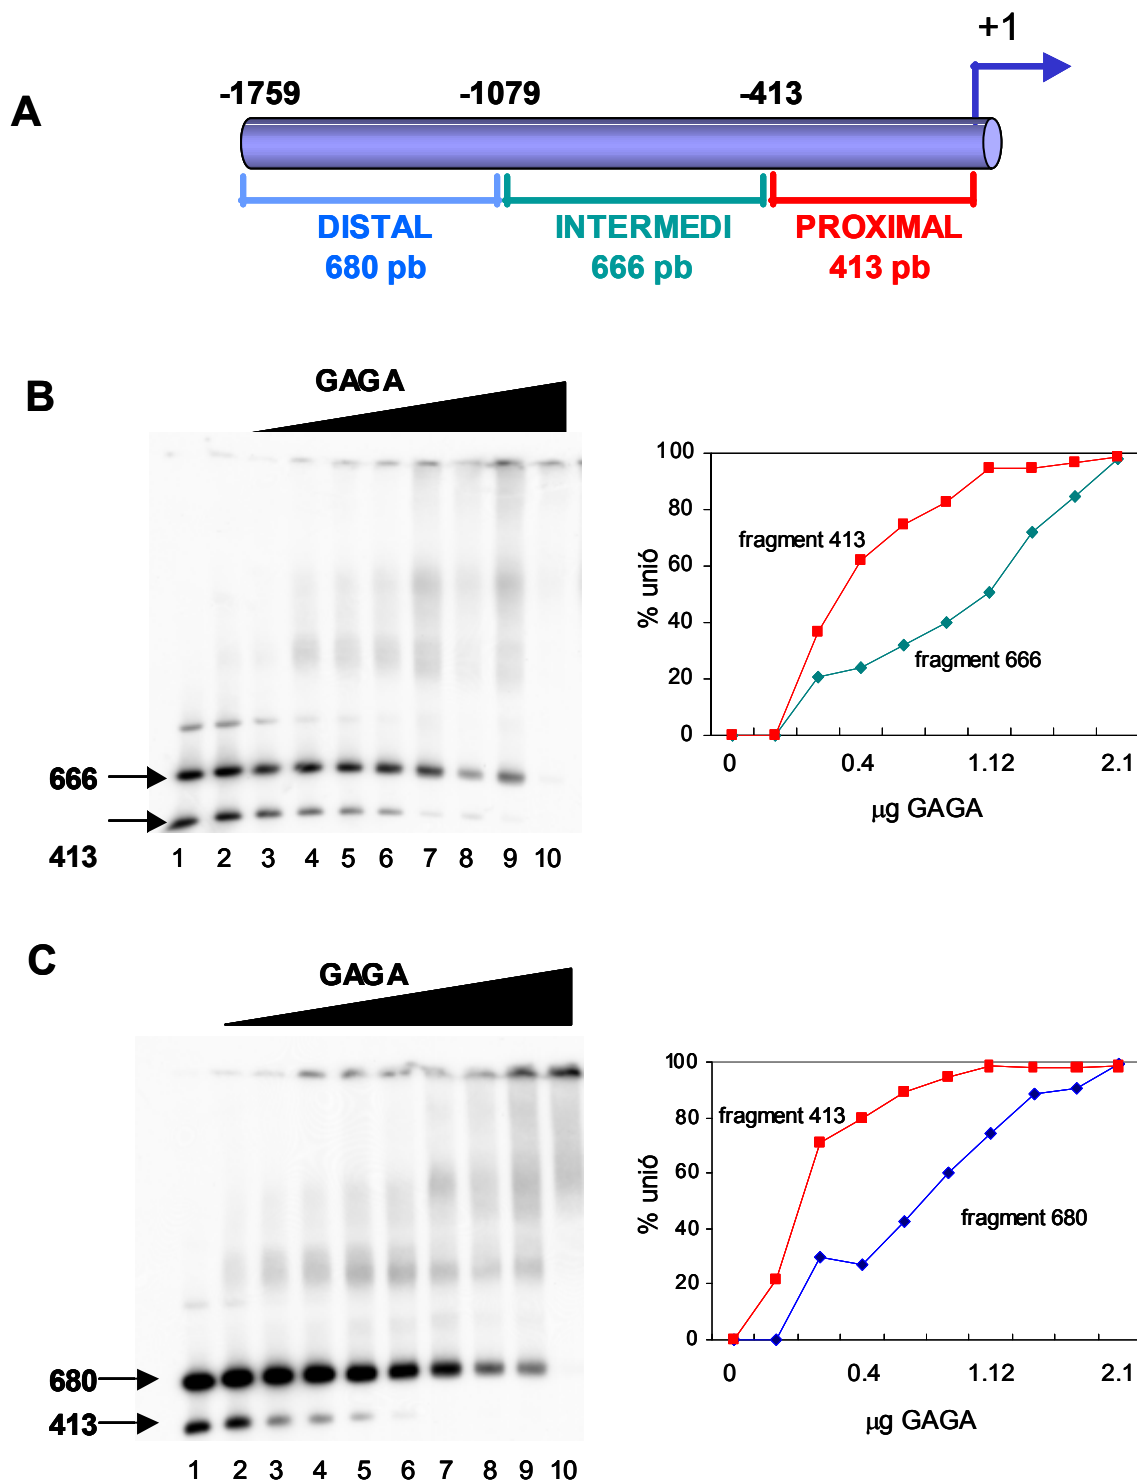 A
+1
-1759 -1079 -413
DISTAL INTERMEDI PROXIMAL
680 pb 666 pb 413 pb
B
GAGA
666
413
1 2 3 4 5 6 7 8 9 10
100
80
60
40
20
0
% unió
fragment 413
fragment 666
0 0.4 1.12 2.1
µg GAGA
C
GAGA
680
413
1 2 3 4 5 6 7 8 9 10
100
80
60
40
20
0
% unió
fragment 413
fragment 680
0 0.4 1.12 2.1
µg GAGA